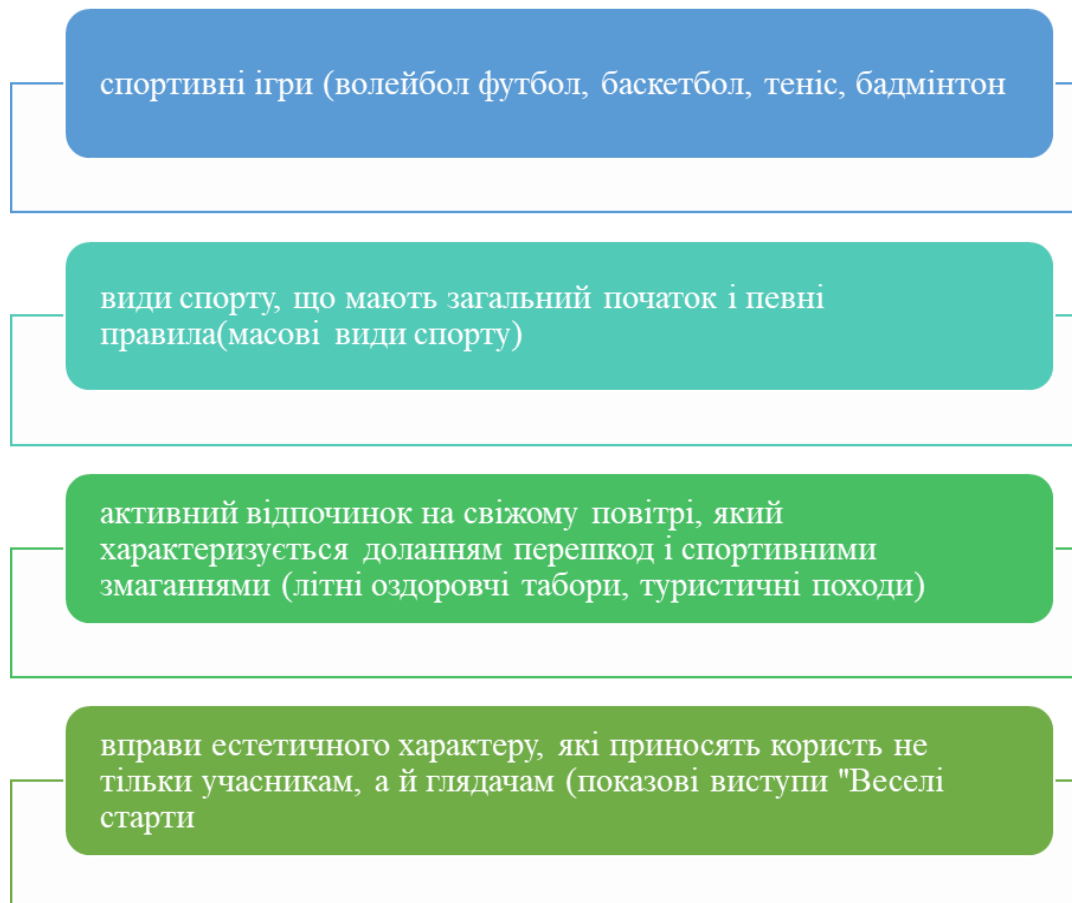 спортивні ігри (волейбол футбол, баскетбол, теніс, бадмінтон
види спорту, що мають загальний початок і певні
правила(масові види спорту)
активний відпочинок на свіжому повітрі, який
характеризується доланням перешкод і спортивними
змаганнями (літні оздоровчі табори, туристичні походи)
вправи естетичного характеру, які приносять користь не
тільки учасникам, а й глядачам (показові виступи "Веселі
старти